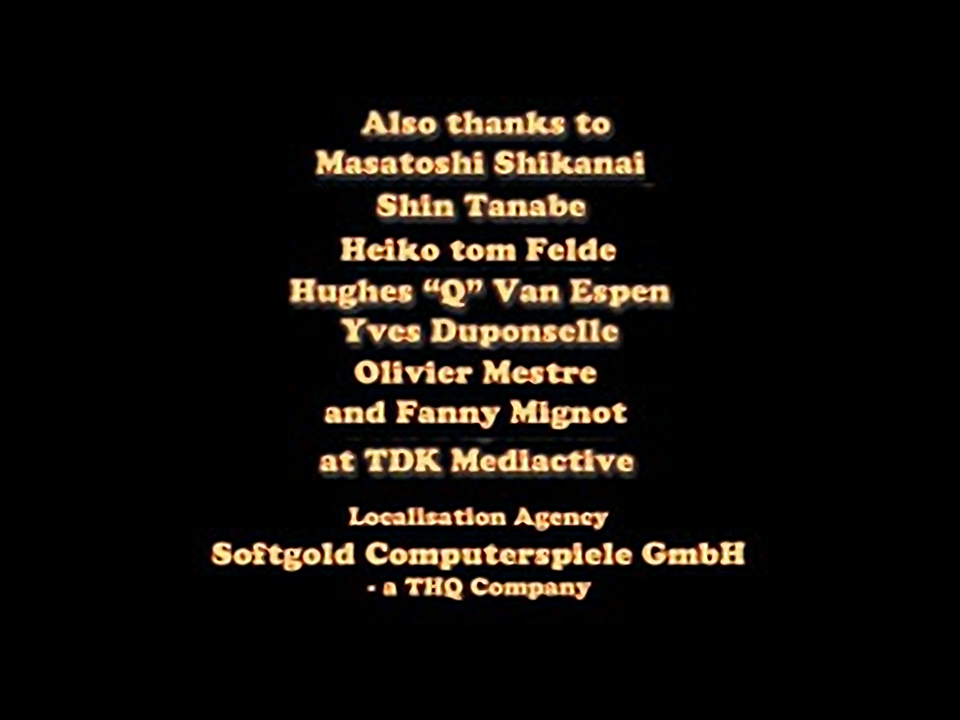 Also thanks to
Masatoshi Shikanai
Shin Tanabe
Heiko tom Felde
Hughes “Q” Van Espen
Yves Duponselle
Olivier Mestre
and Fanny Mignot
at TDK Mediactive
Localisation Agency
Softgold Computerspiele GmbH
- a THQ Company